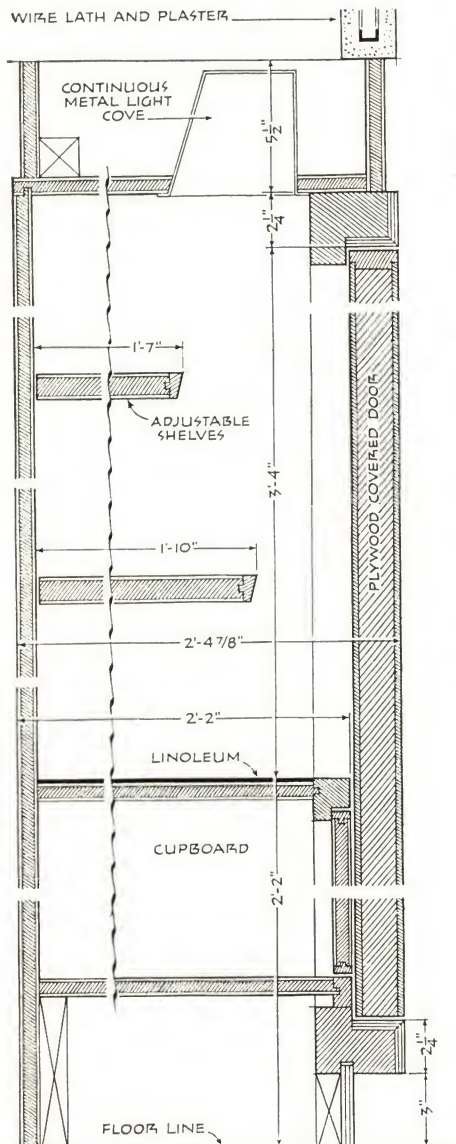 WIRE LATH AND PLASTER
CONTINUOUS
METAL LIGHT
COVE
5 1/2"
2 1/4"
1'-7"
ADJUSTABLE
SHELVES
3'-4"
PLYWOOD COVERED DOOR
1'-10"
2'-4 7/8"
2'-2"
LINOLEUM
CUPBOARD
2'-2"
2 1/4"
3"
FLOOR LINE